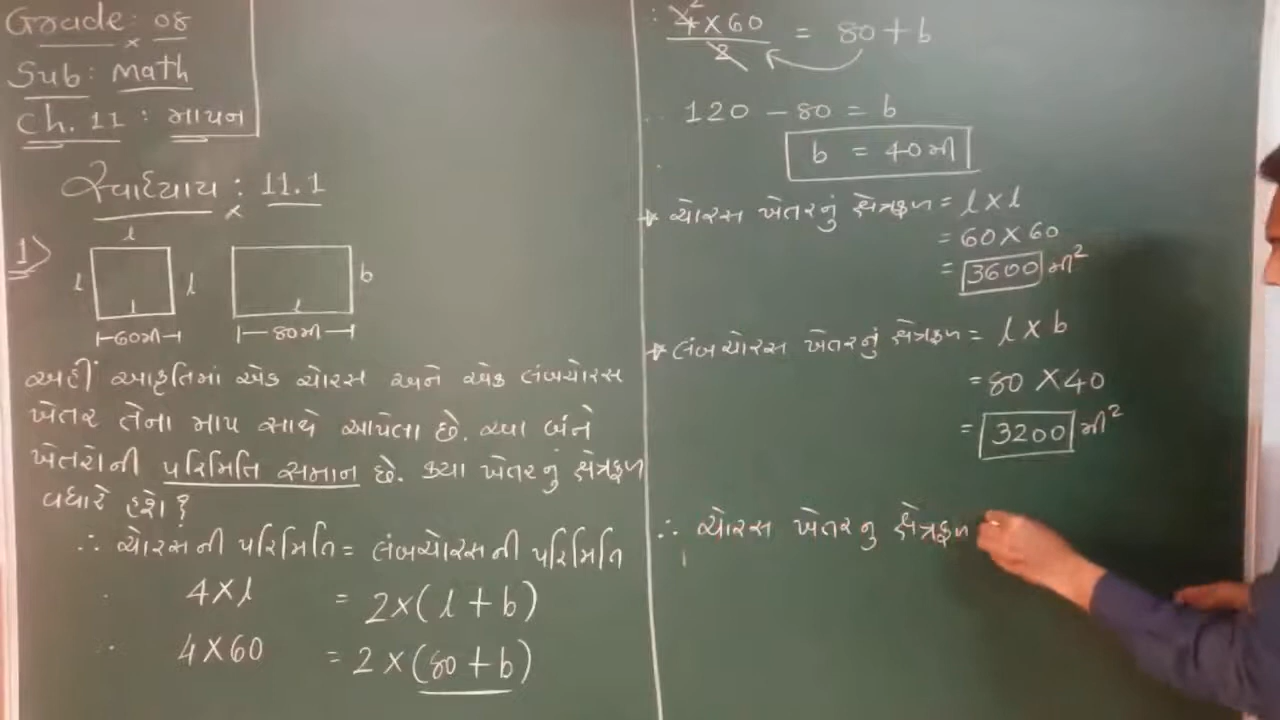 Grade: 08
Sub: Math
Ch. 11 : માપન
સ્વાધ્યાય : 11.1
1)
l
l l b
l l
60મી 80મી
અહીં આકૃતિમાં એક ચોરસ અને એક લંબચોરસ
ખેતર તેના માપ સાથે આપેલા છે. આ બંને
ખેતરોની પરિમિતિ સમાન છે. કયા ખેતરનું ક્ષેત્રફળ
વધારે હશે?
∴ ચોરસની પરિમિતિ = લંબચોરસની પરિમિતિ
4×l = 2×(l+b)
4×60 = 2×(80+b)
2
4×60 = 80+b
2
120 - 80 = b
b = 40મી
ચોરસ ખેતરનું ક્ષેત્રફળ = l×l
= 60×60
= 3600 મી²
લંબચોરસ ખેતરનું ક્ષેત્રફળ = l×b
= 80×40
= 3200 મી²
∴ ચોરસ ખેતરનુ ક્ષેત્રફળ